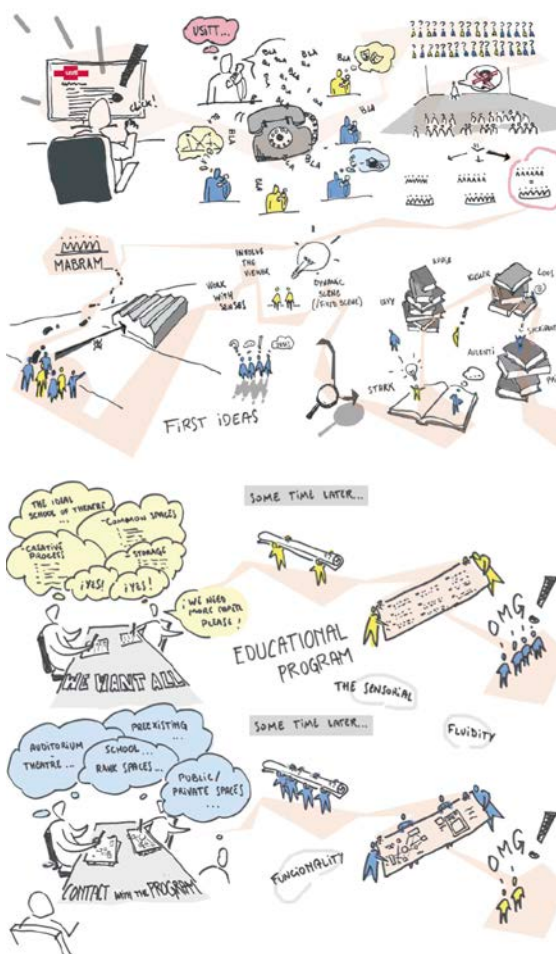 click!
USITT...
BLA
BLA
BLA
BLA
BLA
BLA
BLA
MABRAM
INVOLVE
THE
VIEWER
WORK
WITH
SENSES
DYNAMIC
SCENE
FIRST IDEAS
STARK
THE IDEAL
SCHOOL OF THEATRE
...
-COMMON SPACES
-CREATIVE
PROCESS
STORAGE
¡YES!
¡YES!
¡WE NEED
MORE PAPER
PLEASE!
WE WANT ALL
SOME TIME LATER...
EDUCATIONAL
PROGRAM
OMG
THE SENSORIAL
FLUIDITY
AUDITORIUM
THEATRE...
PREEXISTING
...
SCHOOL...
RANK SPACES...
PUBLIC/
PRIVATE SPACES
...
CONTACT WITH THE PROGRAM
SOME TIME LATER...
FUNCIONALITY
OMG